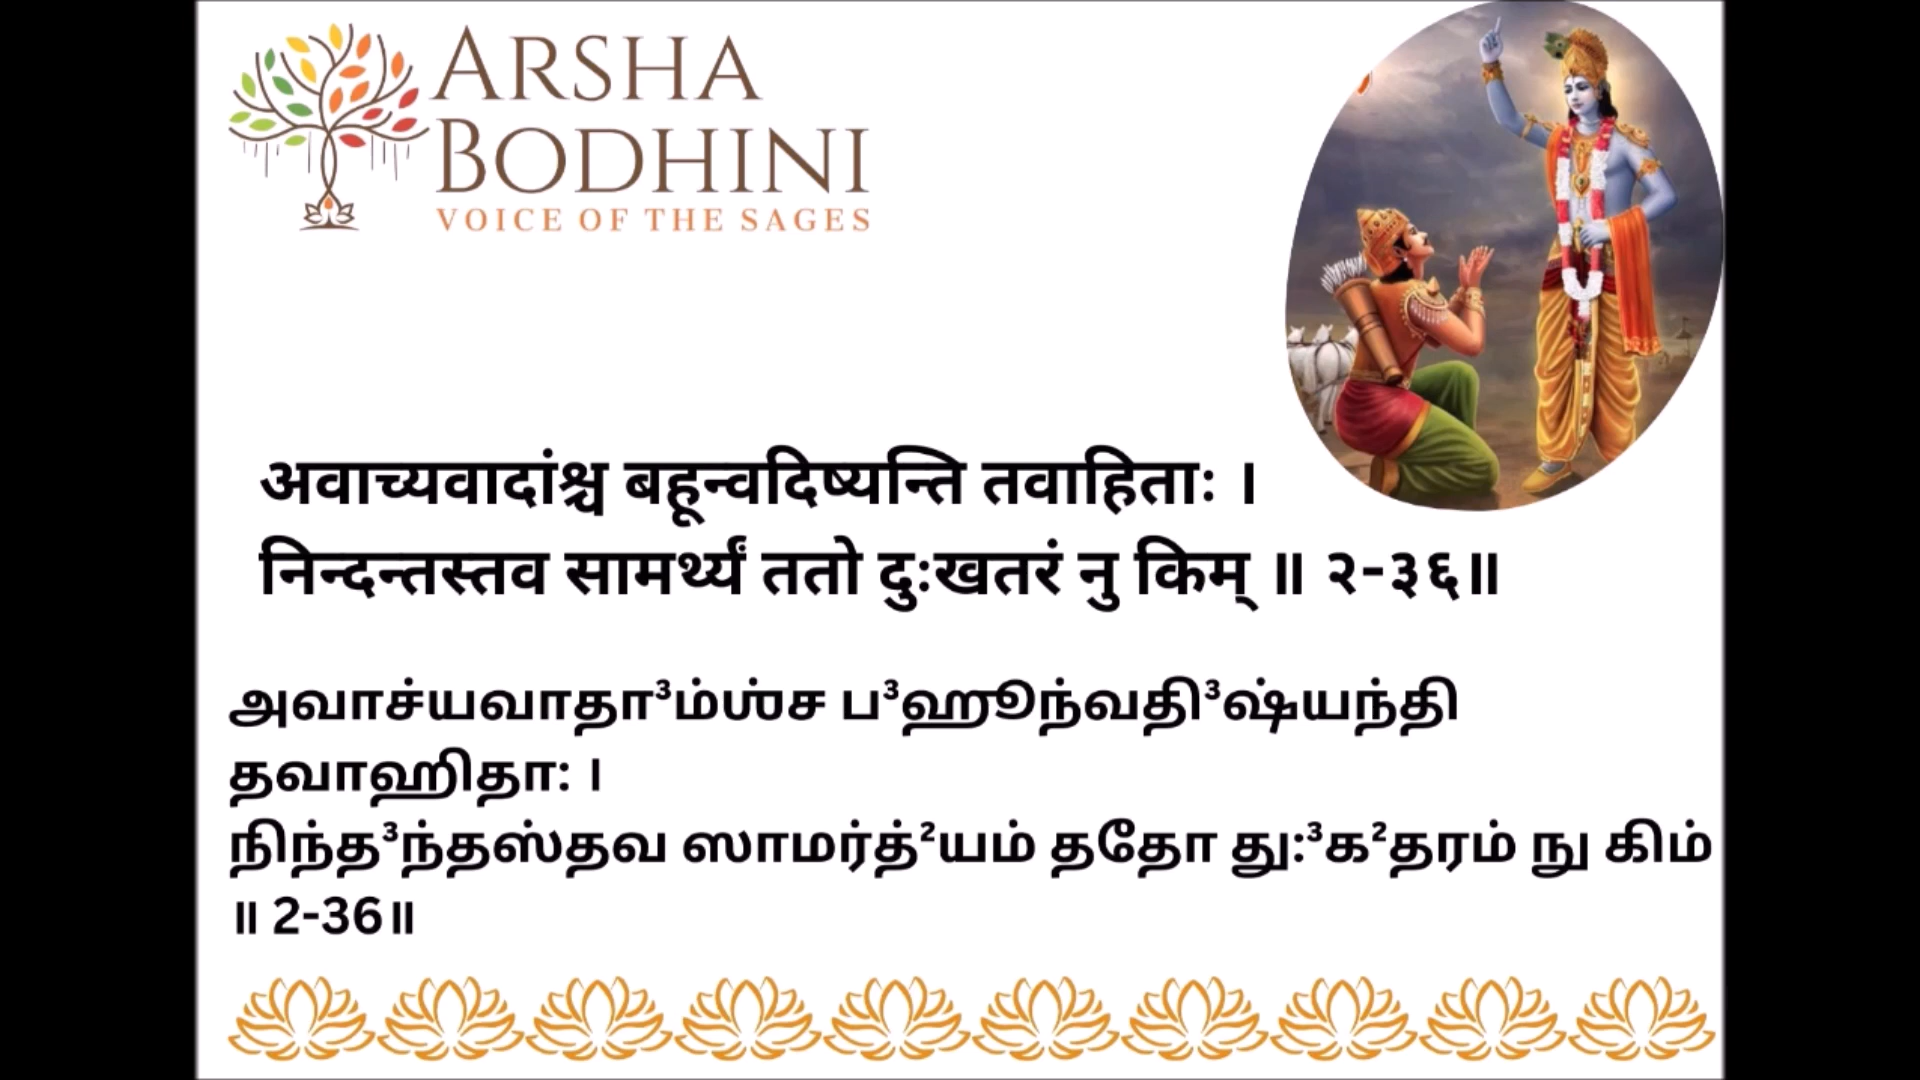 ARSHA
BODHINI
VOICE OF THE SAGES
अवाच्यवादांश्च बहून्वदिष्यन्ति तवाहिताः ।
निन्दन्तस्तव सामर्थ्यं ततो दुःखतरं नु किम् ॥ २-३६॥
அவாச்யவாதா³ம்ஶ்ச ப³ஹூந்வதி³ஷ்யந்தி
தவாஹிதா: ।
நிந்த³ந்தஸ்தவ ஸாமர்த்²யம் ததோ து:³க²தரம் நு கிம்
॥ 2-36॥